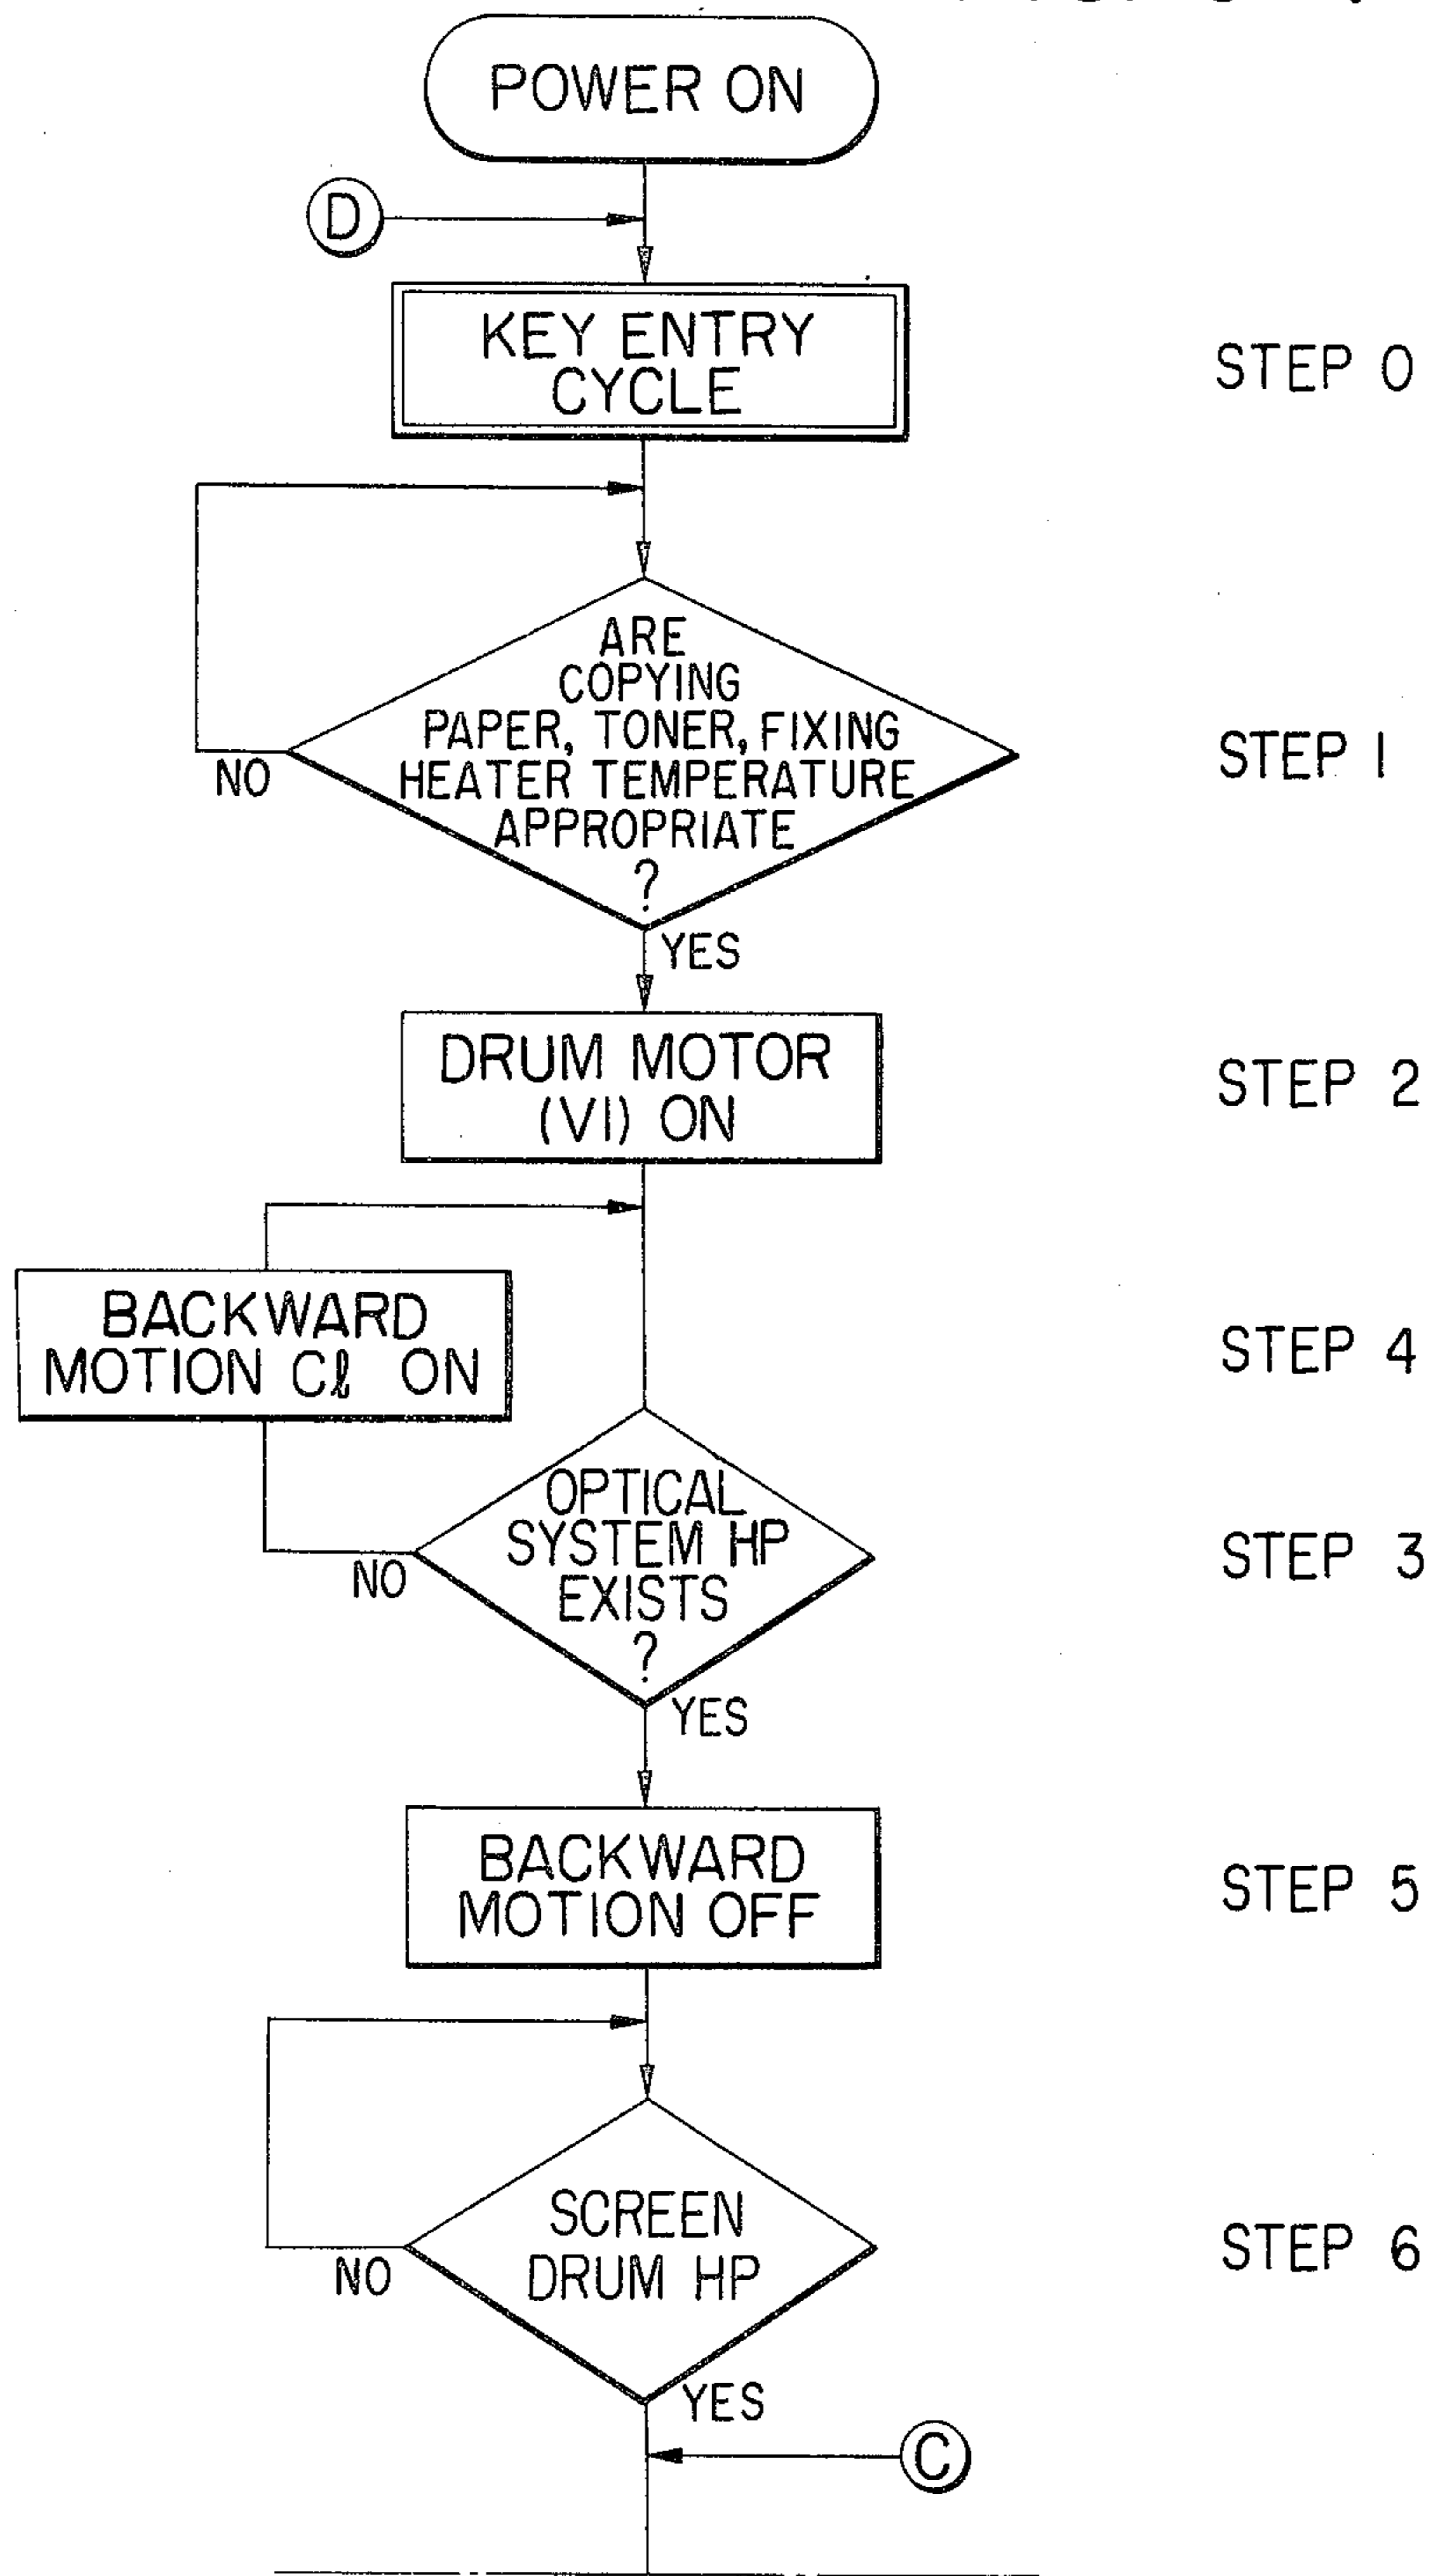 POWER ON
D
KEY ENTRY
CYCLE
STEP 0
ARE
COPYING
PAPER, TONER, FIXING
HEATER TEMPERATURE
APPROPRIATE
?
NO
STEP 1
YES
DRUM MOTOR
(V1) ON
STEP 2
BACKWARD
MOTION Cℓ ON
STEP 4
OPTICAL
SYSTEM HP
EXISTS
?
NO
STEP 3
YES
BACKWARD
MOTION OFF
STEP 5
SCREEN
DRUM HP
NO
STEP 6
YES
C